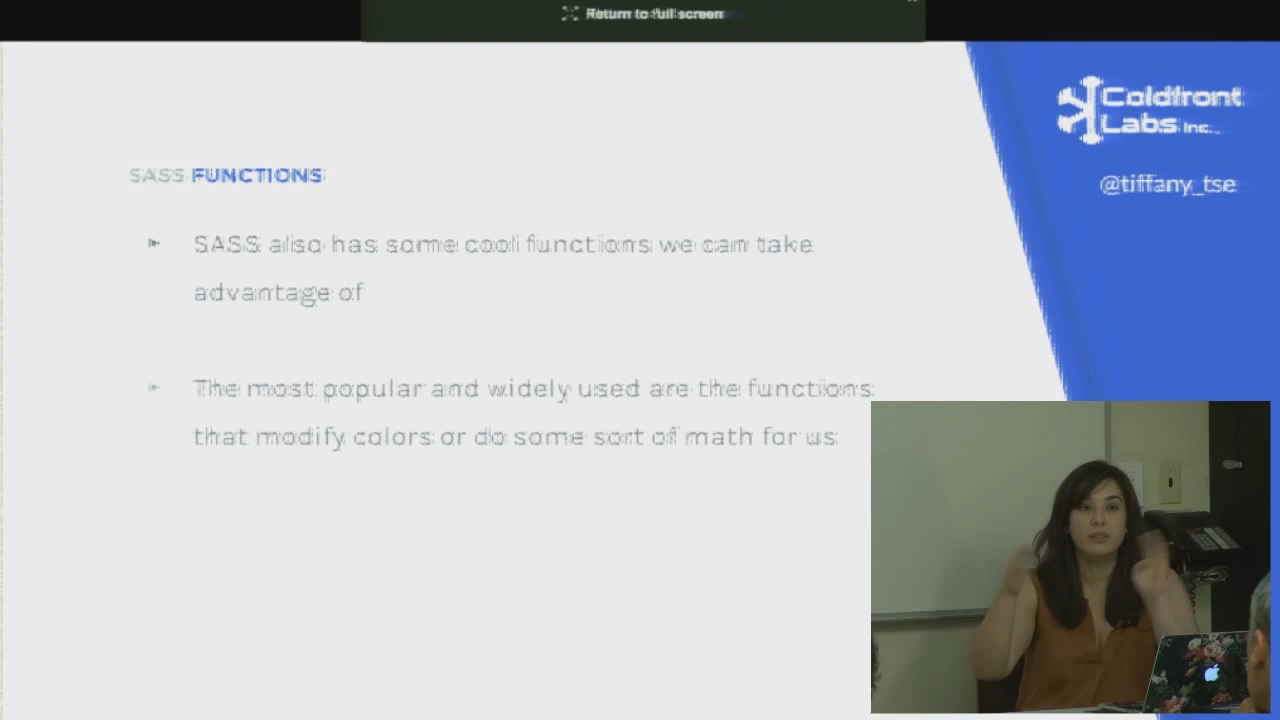 Return to full screen
Coldfront
Labs Inc.
@tiffany_tse
SASS FUNCTIONS
SASS also has some cool functions we can take
advantage of
The most popular and widely used are the functions
that modify colors or do some sort of math for us